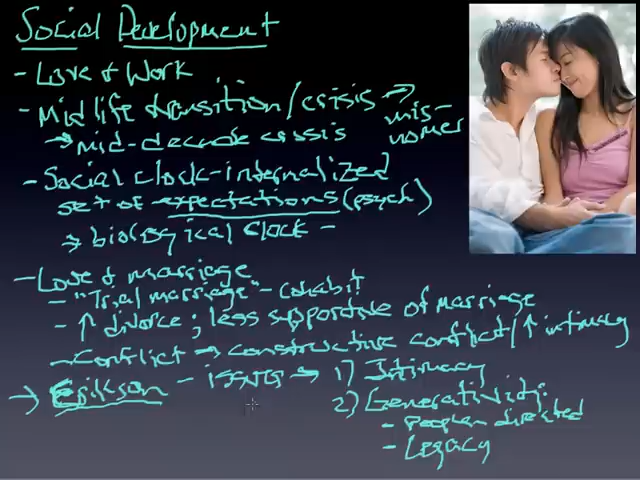 Social Development
- Love & Work
- Midlife transition/crisis → mis-nomer
→ mid-decade crisis
- Social clock - internalized
set of expectations (psych)
→ biological clock -
- Love & marriage
- "Trial marriage" - cohabit
- ↑ divorce; less supportive of marriage
- Conflict → constructive conflict/↑ intimacy
→ Erikson - issues → 1) Intimacy
2) Generativity:
- people directed
- Legacy